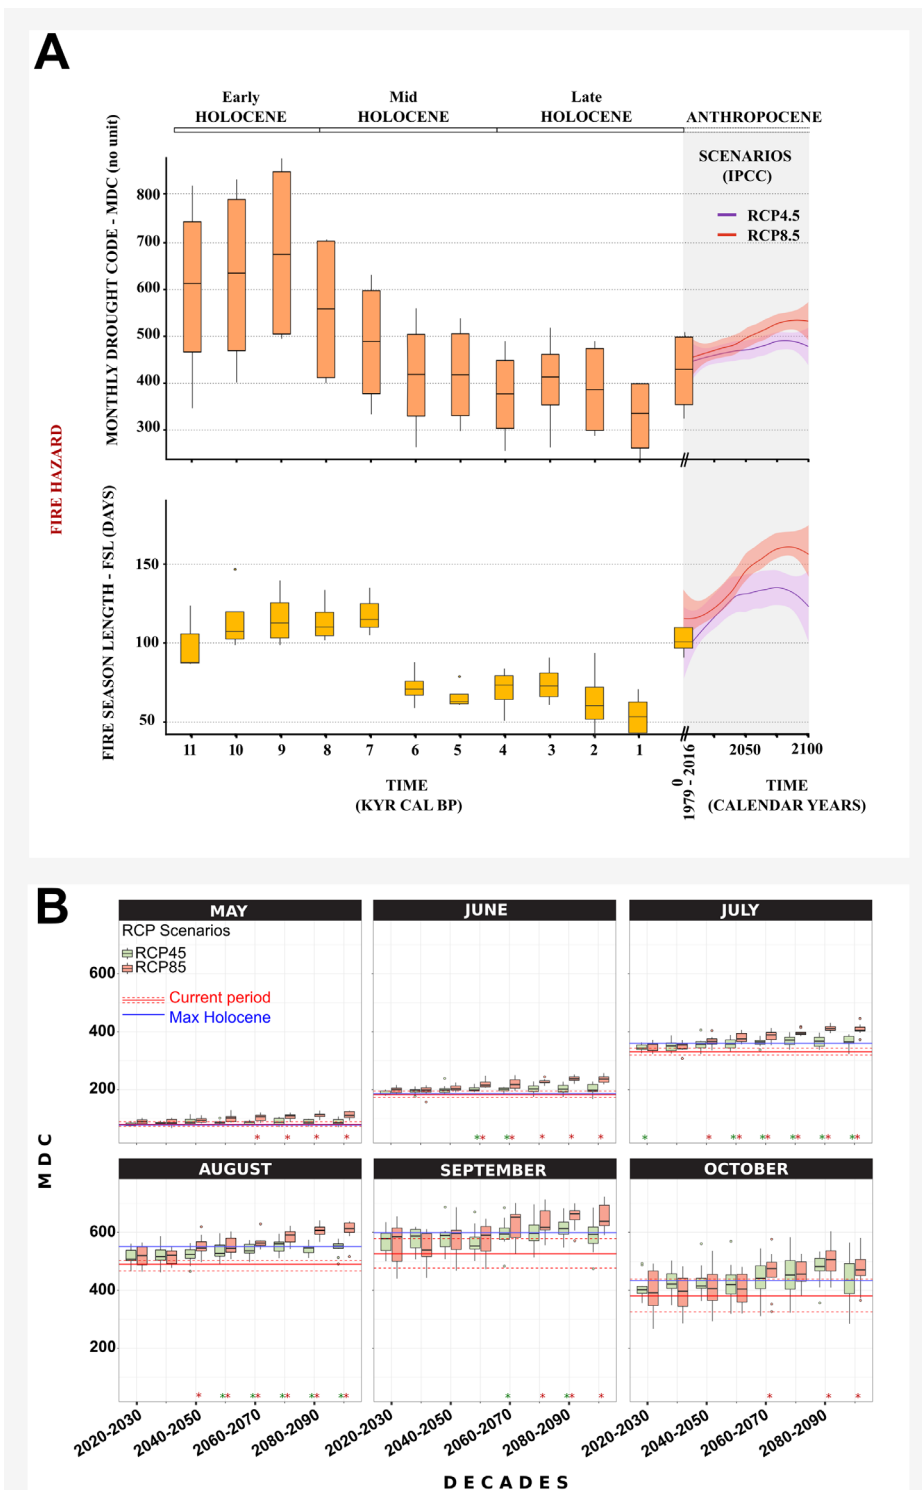 A
Early
HOLOCENE
Mid
HOLOCENE
Late
HOLOCENE
ANTHROPOCENE
SCENARIOS
(IPCC)
RCP4.5
RCP8.5
FIRE HAZARD
MONTHLY DROUGHT CODE - MDC (no unit)
800
700
600
500
400
300
FIRE SEASON LENGTH - FSL (DAYS)
150
100
50
11 10 9 8 7 6 5 4 3 2 1
0
1979 - 2016
2050 2100
TIME
(KYR CAL BP)
TIME
(CALENDAR YEARS)
B
MAY JUNE JULY
RCP Scenarios
RCP45
RCP85
Current period
Max Holocene
600
400
200
* * * *
** ** * * *
* * ** ** ** ** **
MDC
AUGUST SEPTEMBER OCTOBER
600
400
200
* ** ** ** ** **
* * ** *
* * *
2020-2030 2040-2050 2060-2070 2080-2090
2020-2030 2040-2050 2060-2070 2080-2090
2020-2030 2040-2050 2060-2070 2080-2090
DECADES